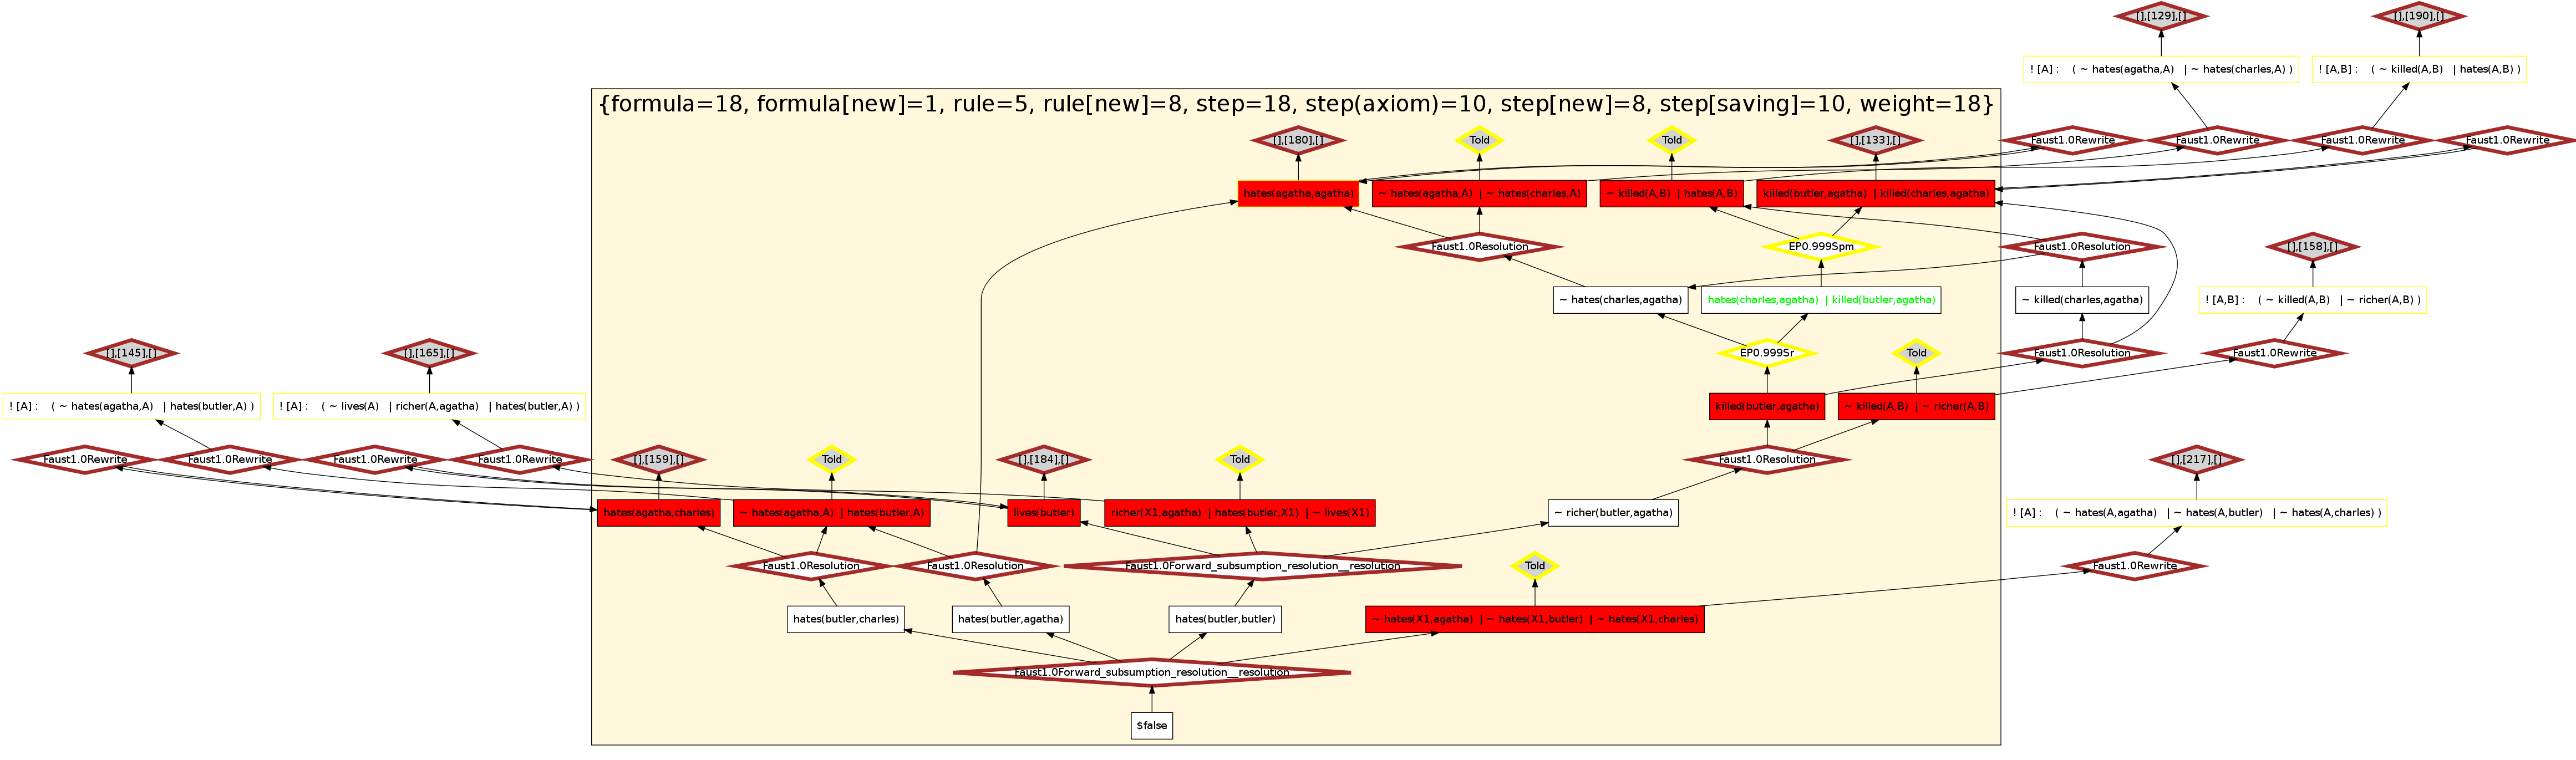 [],[129],[]
[],[190],[]
! [A] : ( ~ hates(agatha,A) | ~ hates(charles,A) )
! [A,B] : ( ~ killed(A,B) | hates(A,B) )
{formula=18, formula[new]=1, rule=5, rule[new]=8, step=18, step(axiom)=10, step[new]=8, step[saving]=10, weight=18}
[],[180],[]
Told
Told
[],[133],[]
Faust1.0Rewrite
Faust1.0Rewrite
Faust1.0Rewrite
Faust1.0Rewrite
hates(agatha,agatha)
~ hates(agatha,A) | ~ hates(charles,A)
~ killed(A,B) | hates(A,B)
killed(butler,agatha) | killed(charles,agatha)
Faust1.0Resolution
EP0.999Spm
Faust1.0Resolution
[],[158],[]
~ hates(charles,agatha)
hates(charles,agatha) | killed(butler,agatha)
~ killed(charles,agatha)
! [A,B] : ( ~ killed(A,B) | ~ richer(A,B) )
[],[145],[]
[],[165],[]
EP0.999Sr
Told
Faust1.0Resolution
Faust1.0Rewrite
! [A] : ( ~ hates(agatha,A) | hates(butler,A) )
! [A] : ( ~ lives(A) | richer(A,agatha) | hates(butler,A) )
killed(butler,agatha)
~ killed(A,B) | ~ richer(A,B)
Faust1.0Rewrite
Faust1.0Rewrite
Faust1.0Rewrite
Faust1.0Rewrite
[],[159],[]
Told
[],[184],[]
Told
Faust1.0Resolution
[],[217],[]
hates(agatha,charles)
~ hates(agatha,A) | hates(butler,A)
lives(butler)
richer(X1,agatha) | hates(butler,X1) | ~ lives(X1)
~ richer(butler,agatha)
! [A] : ( ~ hates(A,agatha) | ~ hates(A,butler) | ~ hates(A,charles) )
Faust1.0Resolution
Faust1.0Resolution
Faust1.0Forward_subsumption_resolution__resolution
Told
Faust1.0Rewrite
hates(butler,charles)
hates(butler,agatha)
hates(butler,butler)
~ hates(X1,agatha) | ~ hates(X1,butler) | ~ hates(X1,charles)
Faust1.0Forward_subsumption_resolution__resolution
$false